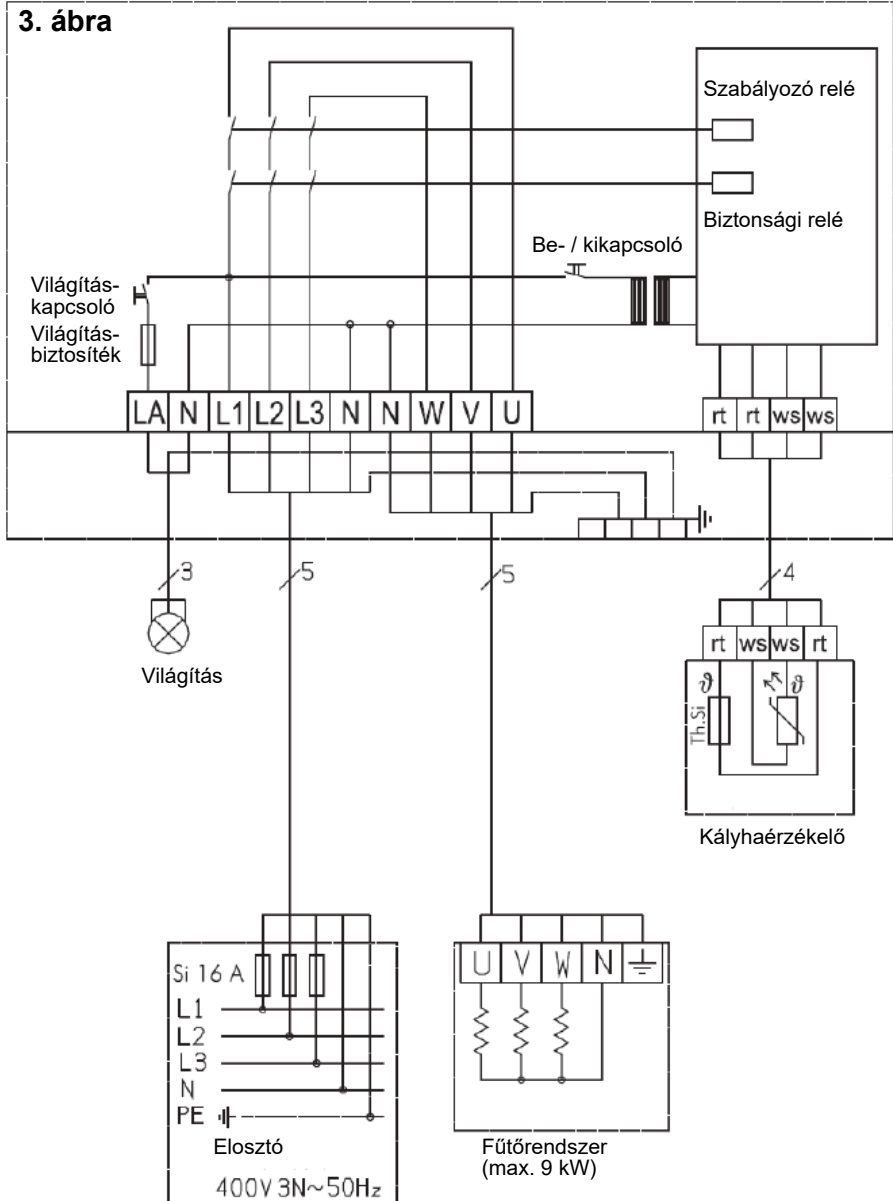 3. ábra
Szabályozó relé
Biztonsági relé
Be- / kikapcsoló
Világítás-
kapcsoló
Világítás-
biztosíték
LA N L1 L2 L3 N N W V U
rt rt ws ws
3
5
5
4
Világítás
rt ws ws rt
ϑ ϑ
Th.Si
Kályhaérzékelő
Si 16 A
L1
L2
L3
N
PE
Elosztó
400V 3N~50Hz
U V W N
Fűtőrendszer
(max. 9 kW)